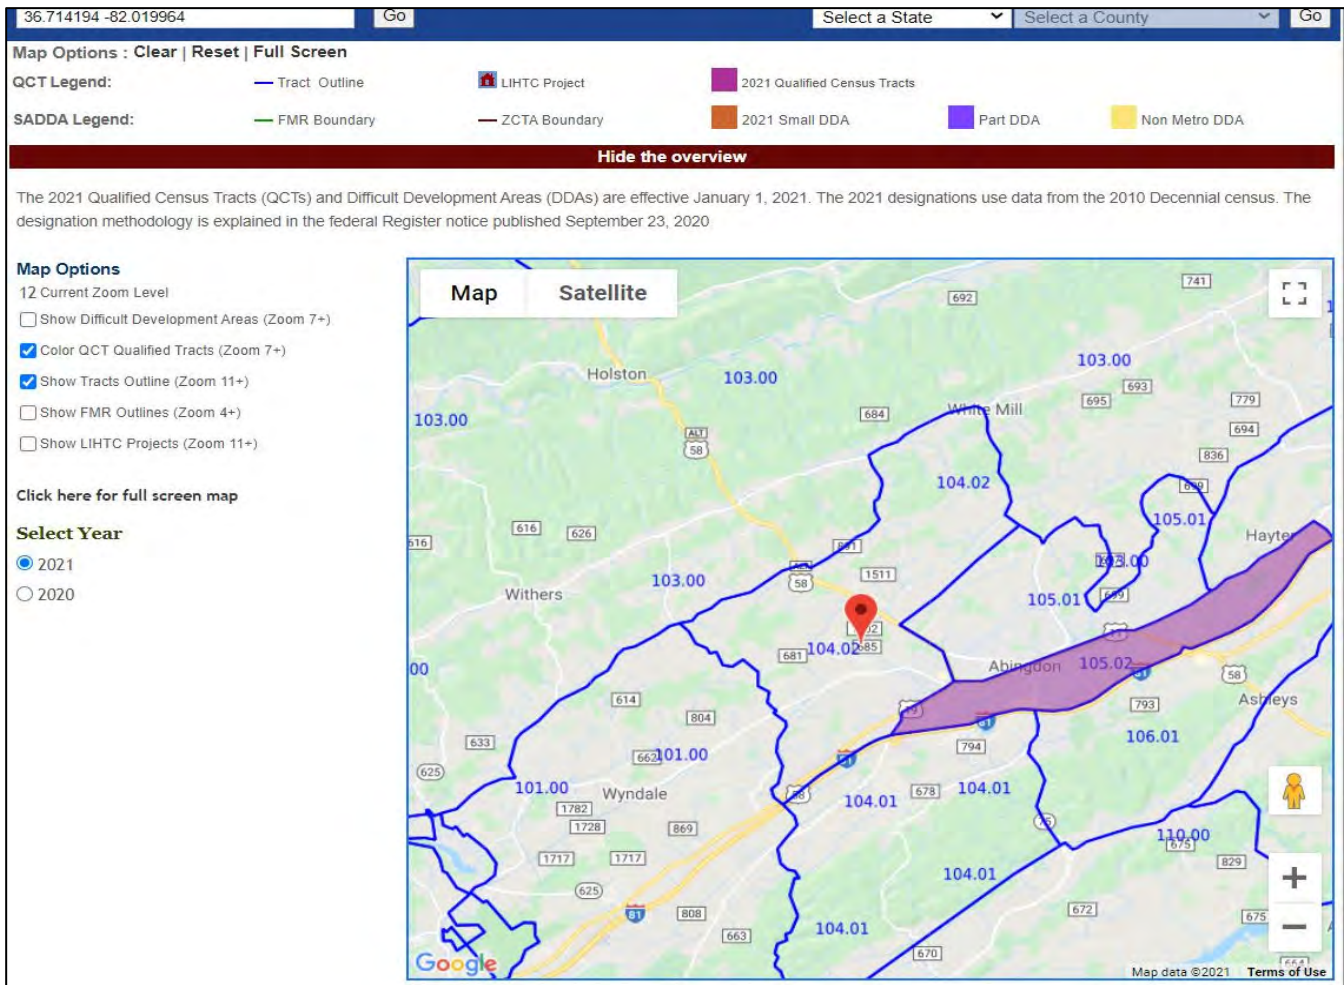 36.714194 -82.019964 Go Select a State Select a County Go
Map Options : Clear | Reset | Full Screen
QCT Legend: Tract Outline LIHTC Project 2021 Qualified Census Tracts
SADDA Legend: FMR Boundary ZCTA Boundary 2021 Small DDA Part DDA Non Metro DDA
Hide the overview
The 2021 Qualified Census Tracts (QCTs) and Difficult Development Areas (DDAs) are effective January 1, 2021. The 2021 designations use data from the 2010 Decennial census. The
designation methodology is explained in the federal Register notice published September 23, 2020
Map Options
12 Current Zoom Level
Show Difficult Development Areas (Zoom 7+)
Color QCT Qualified Tracts (Zoom 7+)
Show Tracts Outline (Zoom 11+)
Show FMR Outlines (Zoom 4+)
Show LIHTC Projects (Zoom 11+)
Click here for full screen map
Select Year
2021
2020
Map Satellite
741
692
103.00
Holston 103.00
693
695 779
103.00 684 White Mill
694
ALT
58
836
104.02
105.01
616 626
616 Hayter
103.00
1511
58
103.00
Withers
105.01
681 104.02 685
00 Abingdon 105.02
58
614 793 Ashleys
804
633 794 106.01
662 101.00
625
101.00 Wyndale 58 104.01 678 104.01
1782
1728 869 75
110.00
675
1717 1717 829
104.01
625
81 808 672 675
104.01
663
670
664
Google
Map data ©2021 Terms of Use